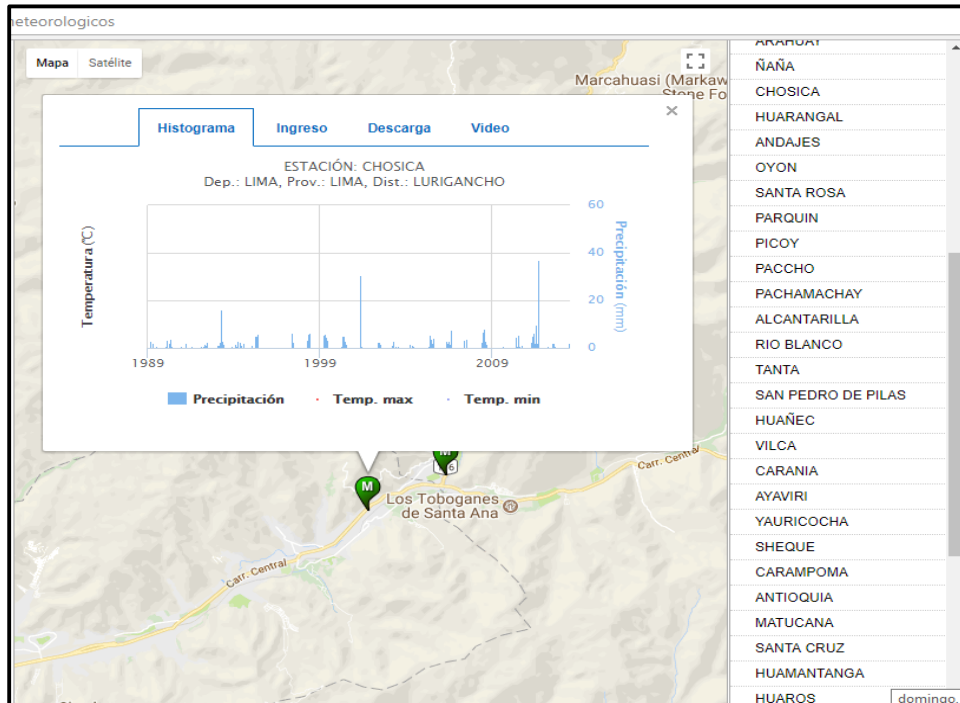 neteorologicos
Mapa
Satélite
Marcahuasi (Markaw
Stone Fo
×
Histograma
Ingreso
Descarga
Video
ESTACIÓN: CHOSICA
Dep.: LIMA, Prov.: LIMA, Dist.: LURIGANCHO
Temperatura (°C)
60
40
20
0
Precipitación (mm)
1989
1999
2009
Precipitación
Temp. max
Temp. min
M
M
6
Carr. Central
Los Toboganes
de Santa Ana
Carr. Central
ARAHUAY
ÑAÑA
CHOSICA
HUARANGAL
ANDAJES
OYON
SANTA ROSA
PARQUIN
PICOY
PACCHO
PACHAMACHAY
ALCANTARILLA
RIO BLANCO
TANTA
SAN PEDRO DE PILAS
HUAÑEC
VILCA
CARANIA
AYAVIRI
YAURICOCHA
SHEQUE
CARAMPOMA
ANTIOQUIA
MATUCANA
SANTA CRUZ
HUAMANTANGA
HUAROS
domingo,